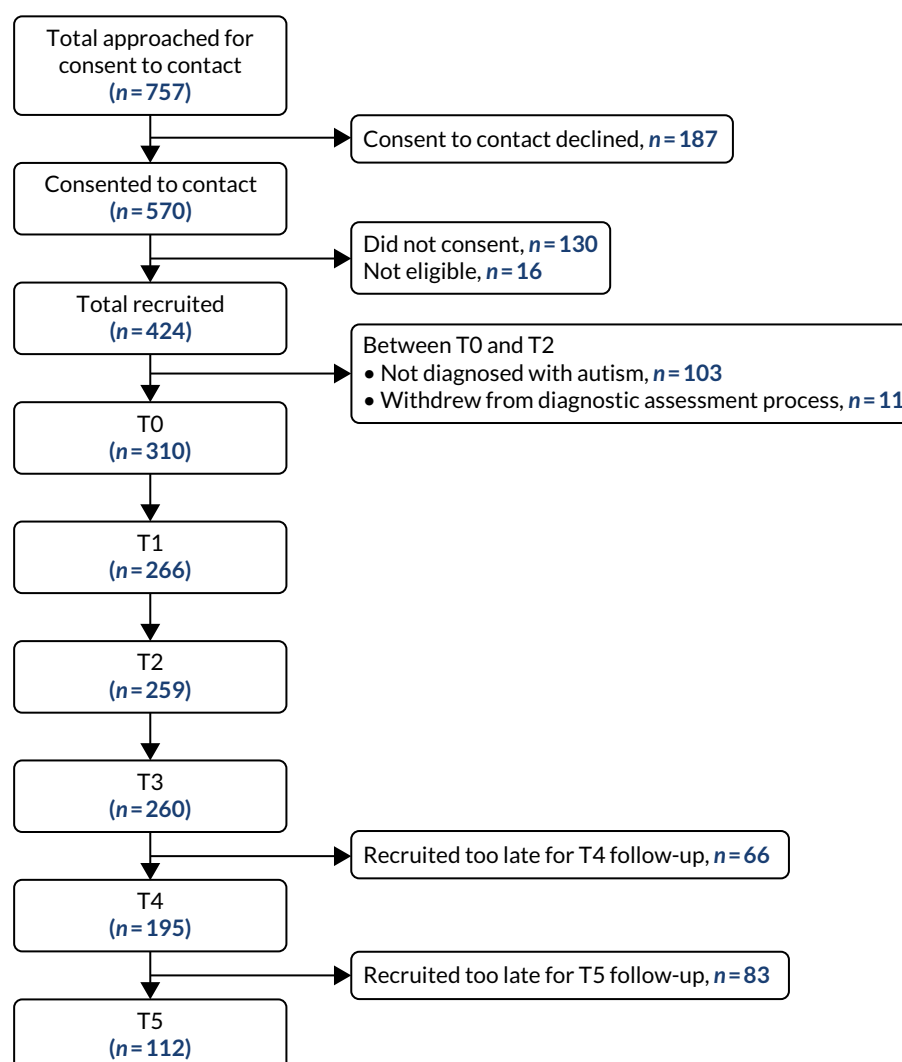 Total approached for
consent to contact
(n=757)
Consent to contact declined, n=187
Consented to contact
(n=570)
Did not consent, n=130
Not eligible, n=16
Total recruited
(n=424)
Between T0 and T2
• Not diagnosed with autism, n=103
• Withdrew from diagnostic assessment process, n=11
T0
(n=310)
T1
(n=266)
T2
(n=259)
T3
(n=260)
Recruited too late for T4 follow-up, n=66
T4
(n=195)
Recruited too late for T5 follow-up, n=83
T5
(n=112)